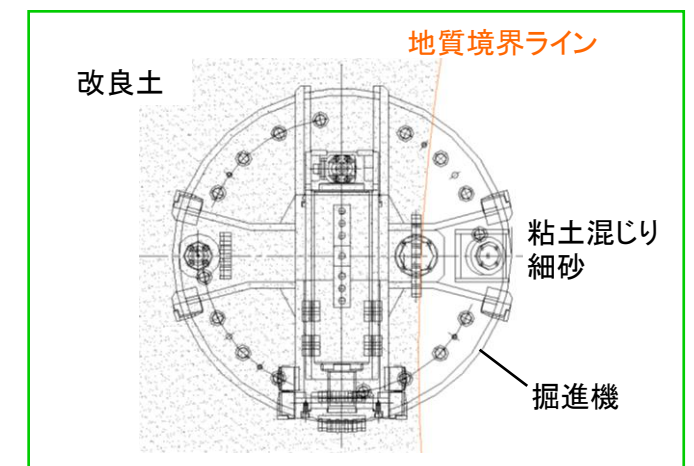 地質境界ライン
改良土
粘土混じり
細砂
掘進機